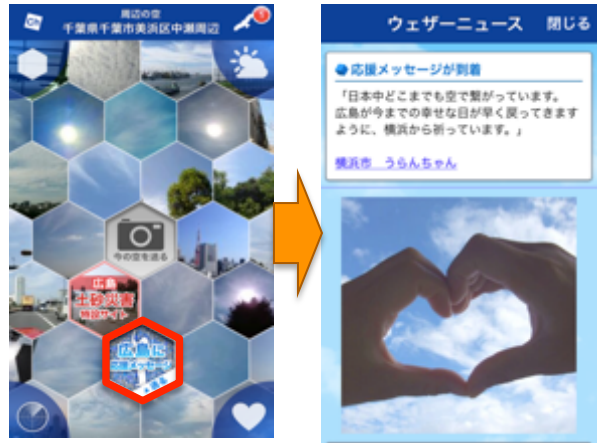 周辺の空
千葉県千葉市美浜区中瀬周辺
今の空を送る
広島
土砂災害
特設サイト
広島に
応援メッセージ
送る
ウェザーニュース 閉じる
応援メッセージが到着
「日本中どこまでも空で繋がっています。
広島が今までの幸せな日が早く戻ってきます
ように、横浜から祈っています。」
横浜市 うらんちゃん